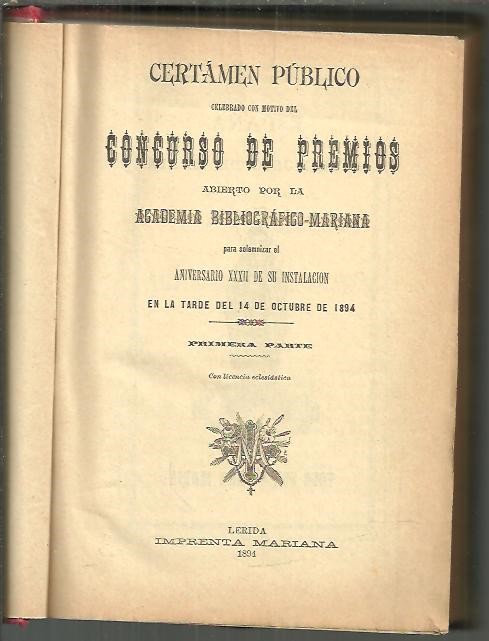 CERTÁMEN PÚBLICO
CELEBRADO CON MOTIVO DEL
CONCURSO DE PREMIOS
ABIERTO POR LA
ACADEMIA BIBLIOGRÁFICO-MARIANA
para solemnizar el
ANIVERSARIO XXXII DE SU INSTALACION
EN LA TARDE DEL 14 DE OCTUBRE DE 1894
PRIMERA PARTE
Con licencia eclesiástica
LERIDA
IMPRENTA MARIANA
1894